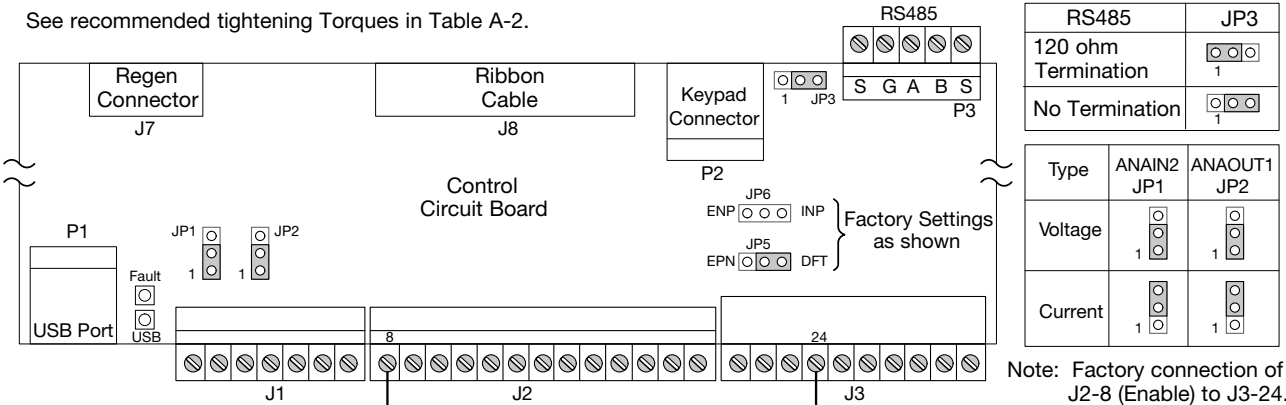 See recommended tightening Torques in Table A-2.
RS485
S G A B S
P3
Regen
Connector
J7
Ribbon
Cable
J8
Keypad
Connector
P2
1 JP3
Control
Circuit Board
JP6
ENP INP
JP5
EPN DFT
Factory Settings
as shown
P1
USB Port
Fault
USB
JP1
1
JP2
1
8
24
J1
J2
J3
RS485 JP3
120 ohm
Termination
1
No Termination
1
Type ANAIN2 ANAOUT1
JP1 JP2
Voltage
1 1
Current
1 1
Note: Factory connection of
J2-8 (Enable) to J3-24.